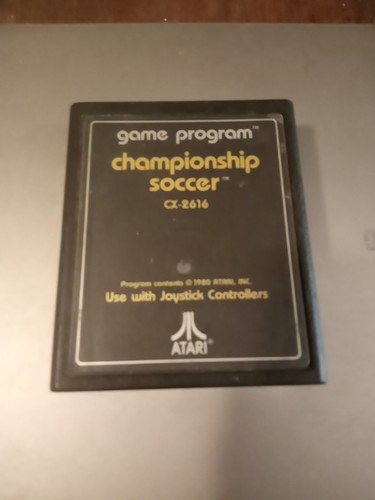 game program™
championship
soccer™
CX-2616
Program contents © 1980 ATARI, INC.
Use with Joystick Controllers
ATARI®